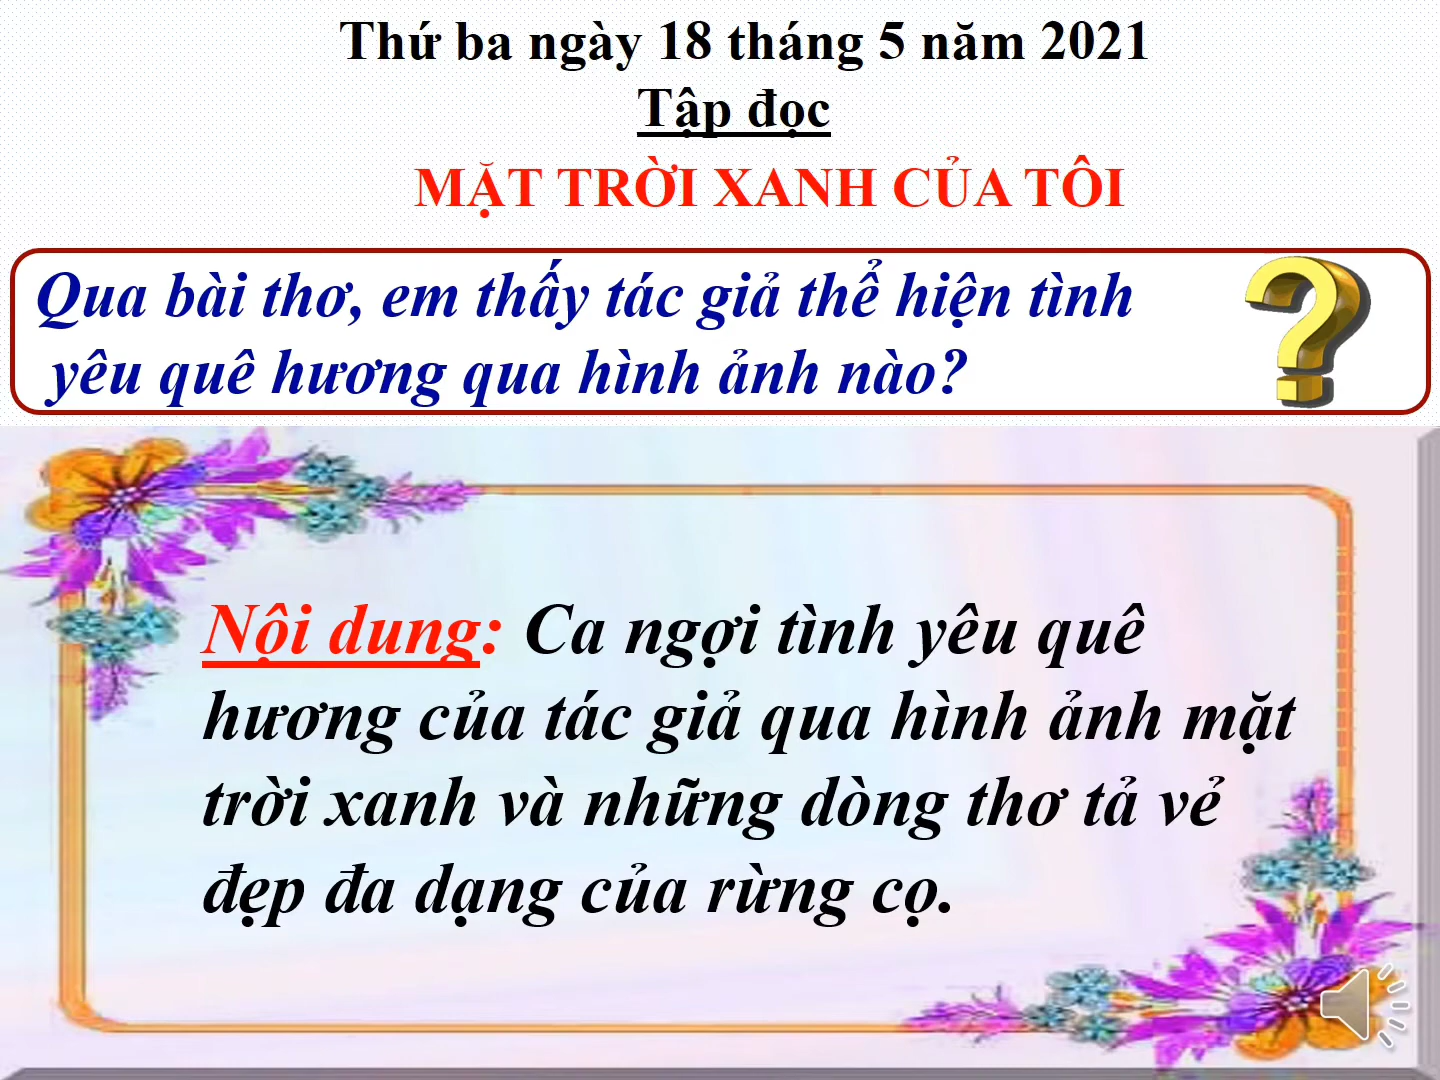 Thứ ba ngày 18 tháng 5 năm 2021
Tập đọc
MẶT TRỜI XANH CỦA TÔI
Qua bài thơ, em thấy tác giả thể hiện tình
yêu quê hương qua hình ảnh nào?
Nội dung: Ca ngợi tình yêu quê
hương của tác giả qua hình ảnh mặt
trời xanh và những dòng thơ tả vẻ
đẹp đa dạng của rừng cọ.